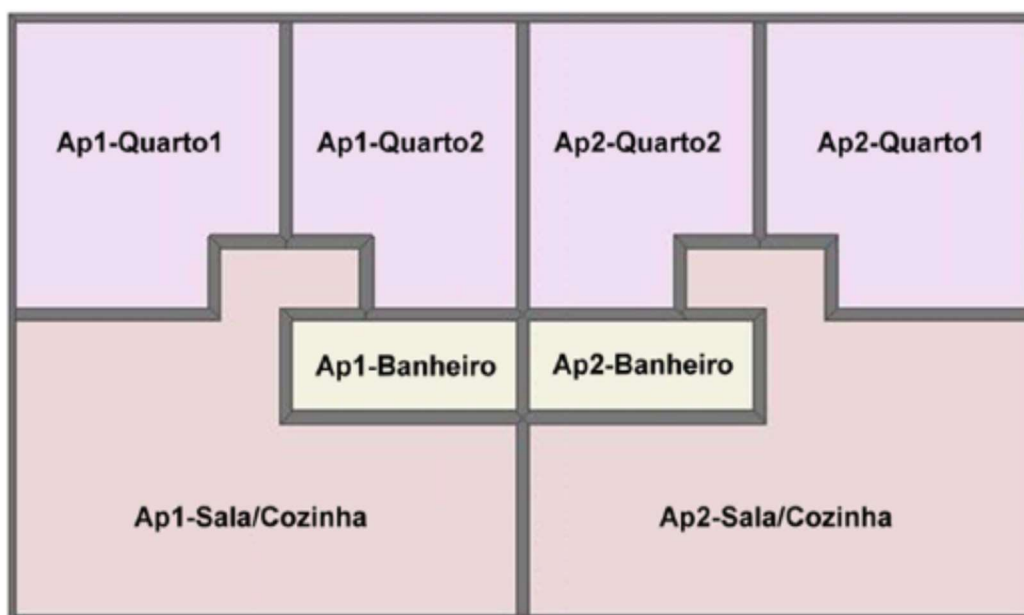 Ap1-Quarto1
Ap1-Quarto2
Ap2-Quarto2
Ap2-Quarto1
Ap1-Banheiro
Ap2-Banheiro
Ap1-Sala/Cozinha
Ap2-Sala/Cozinha